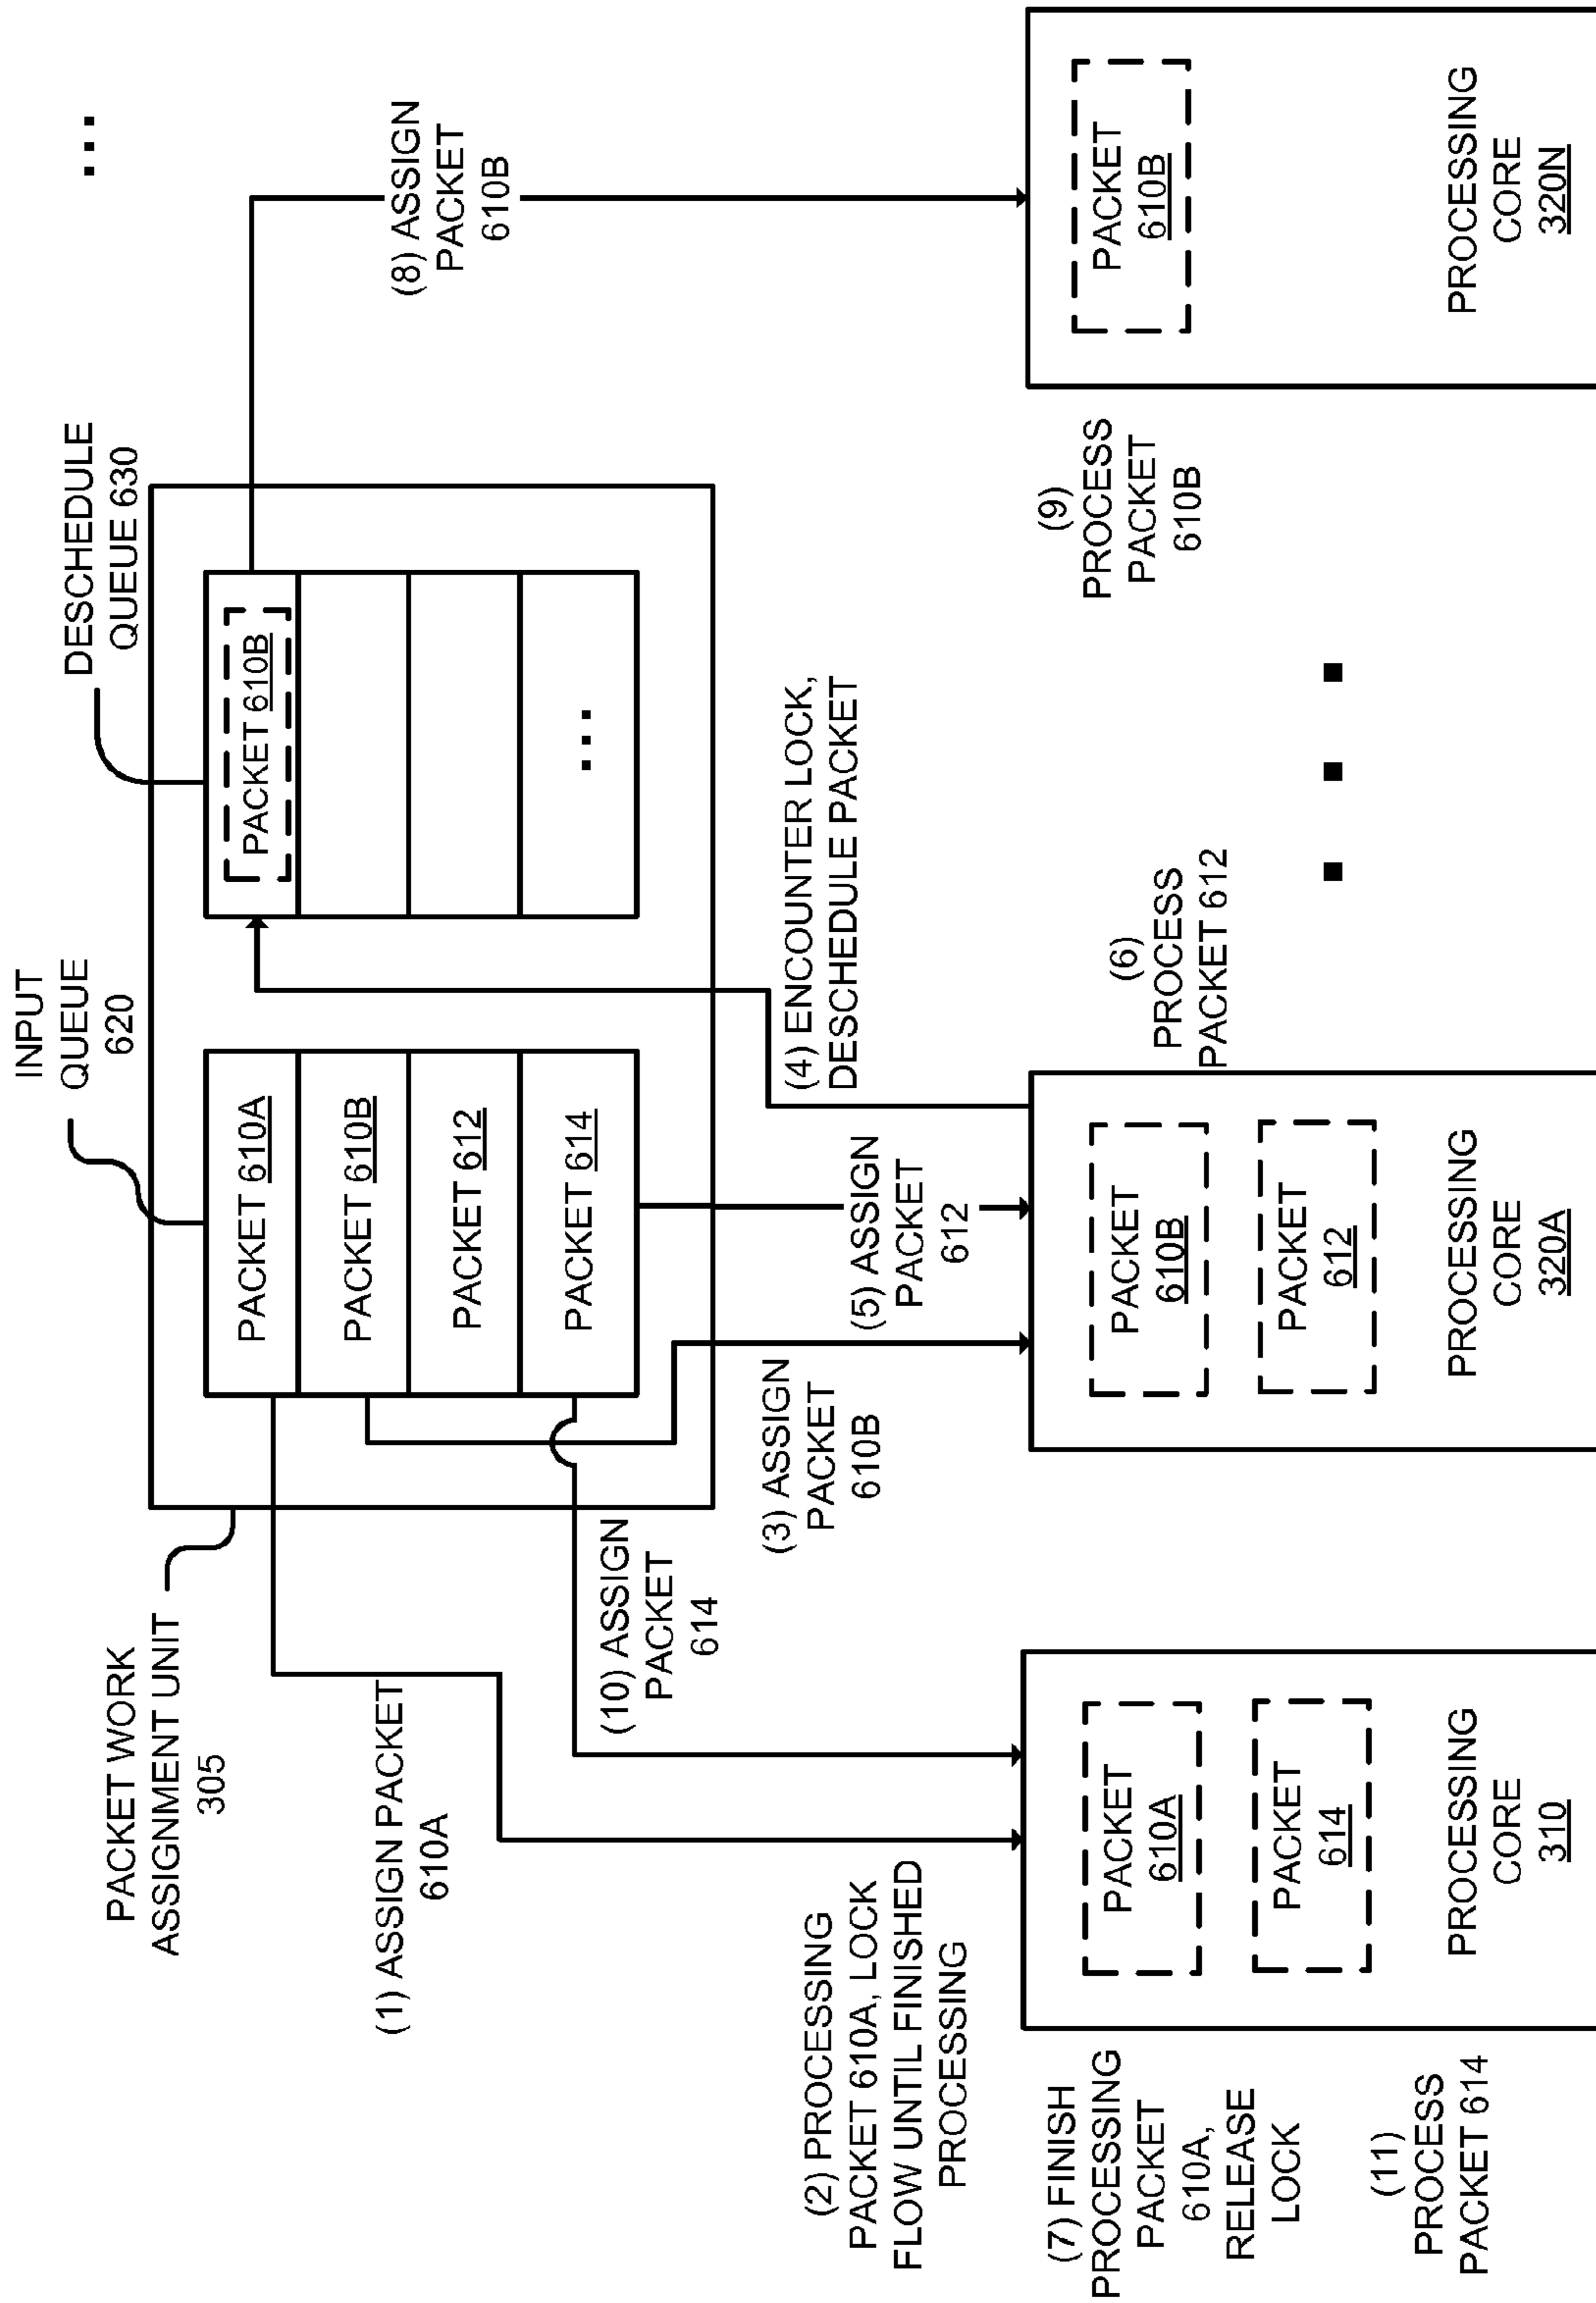 PACKET WORK
ASSIGNMENT UNIT
305
INPUT
QUEUE
620
DESCHEDULE
QUEUE 630
...
PACKET 610A
PACKET 610B
PACKET 612
PACKET 614
PACKET 610B
...
(1) ASSIGN PACKET
610A
(10) ASSIGN
PACKET
614
(3) ASSIGN
PACKET
610B
(5) ASSIGN
PACKET
612
(4) ENCOUNTER LOCK,
DESCHEDULE PACKET
(8) ASSIGN
PACKET
610B
(2) PROCESSING
PACKET 610A, LOCK
FLOW UNTIL FINISHED
PROCESSING
(7) FINISH
PROCESSING
PACKET
610A,
RELEASE
LOCK
(11)
PROCESS
PACKET 614
PACKET
610A
PACKET
614
PROCESSING
CORE
310
PACKET
610B
PACKET
612
PROCESSING
CORE
320A
(6)
PROCESS
PACKET 612
(9)
PROCESS
PACKET
610B
PACKET
610B
PROCESSING
CORE
320N